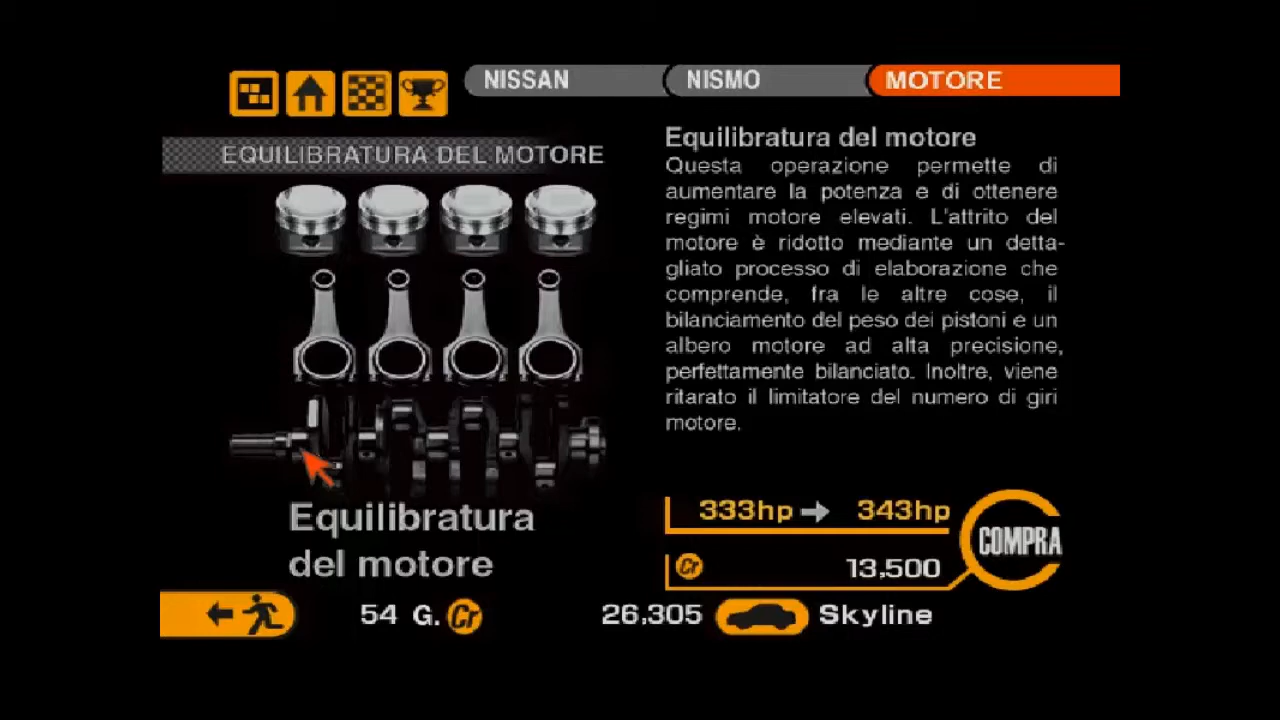 NISSAN
NISMO
MOTORE
EQUILIBRATURA DEL MOTORE
Equilibratura del motore
Questa operazione permette di
aumentare la potenza e di ottenere
regimi motore elevati. L'attrito del
motore è ridotto mediante un detta-
gliato processo di elaborazione che
comprende, fra le altre cose, il
bilanciamento del peso dei pistoni e un
albero motore ad alta precisione,
perfettamente bilanciato. Inoltre, viene
ritarato il limitatore del numero di giri
motore.
Equilibratura
del motore
333hp → 343hp
Cr 13,500
COMPRA
54 G. Cr 26,305 Skyline